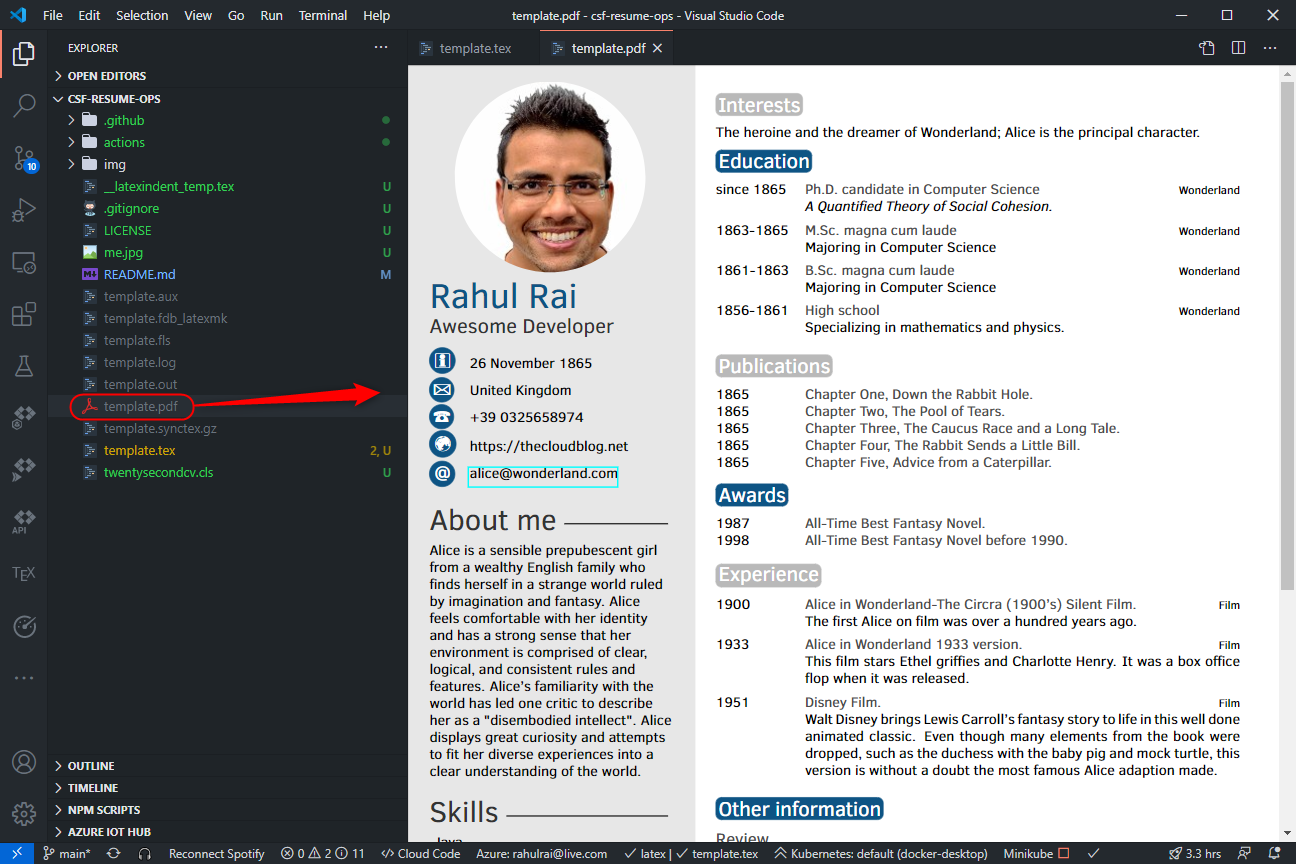 File Edit Selection View Go Run Terminal Help template.pdf - csf-resume-ops - Visual Studio Code
EXPLORER
OPEN EDITORS
CSF-RESUME-OPS
.github
actions
img
__latexindent_temp.tex U
.gitignore U
LICENSE U
me.jpg U
README.md M
template.aux
template.fdb_latexmk
template.fls
template.log
template.out
template.pdf
template.synctex.gz
template.tex 2, U
twentysecondcv.cls U
OUTLINE
TIMELINE
NPM SCRIPTS
AZURE IOT HUB
10
API
TEX
template.tex template.pdf
Rahul Rai
Awesome Developer
26 November 1865
United Kingdom
+39 0325658974
https://thecloudblog.net
@ alice@wonderland.com
About me
Alice is a sensible prepubescent girl
from a wealthy English family who
finds herself in a strange world ruled
by imagination and fantasy. Alice
feels comfortable with her identity
and has a strong sense that her
environment is comprised of clear,
logical, and consistent rules and
features. Alice's familiarity with the
world has led one critic to describe
her as a "disembodied intellect". Alice
displays great curiosity and attempts
to fit her diverse experiences into a
clear understanding of the world.
Skills
Java
Interests
The heroine and the dreamer of Wonderland; Alice is the principal character.
Education
since 1865 Ph.D. candidate in Computer Science Wonderland
A Quantified Theory of Social Cohesion.
1863-1865 M.Sc. magna cum laude Wonderland
Majoring in Computer Science
1861-1863 B.Sc. magna cum laude Wonderland
Majoring in Computer Science
1856-1861 High school Wonderland
Specializing in mathematics and physics.
Publications
1865 Chapter One, Down the Rabbit Hole.
1865 Chapter Two, The Pool of Tears.
1865 Chapter Three, The Caucus Race and a Long Tale.
1865 Chapter Four, The Rabbit Sends a Little Bill.
1865 Chapter Five, Advice from a Caterpillar.
Awards
1987 All-Time Best Fantasy Novel.
1998 All-Time Best Fantasy Novel before 1990.
Experience
1900 Alice in Wonderland-The Circra (1900's) Silent Film. Film
The first Alice on film was over a hundred years ago.
1933 Alice in Wonderland 1933 version. Film
This film stars Ethel griffies and Charlotte Henry. It was a box office
flop when it was released.
1951 Disney Film. Film
Walt Disney brings Lewis Carroll's fantasy story to life in this well done
animated classic. Even though many elements from the book were
dropped, such as the duchess with the baby pig and mock turtle, this
version is without a doubt the most famous Alice adaption made.
Other information
Review
main* Reconnect Spotify 0 2 11 Cloud Code Azure: rahulrai@live.com latex | template.tex Kubernetes: default (docker-desktop) Minikube 3.3 hrs